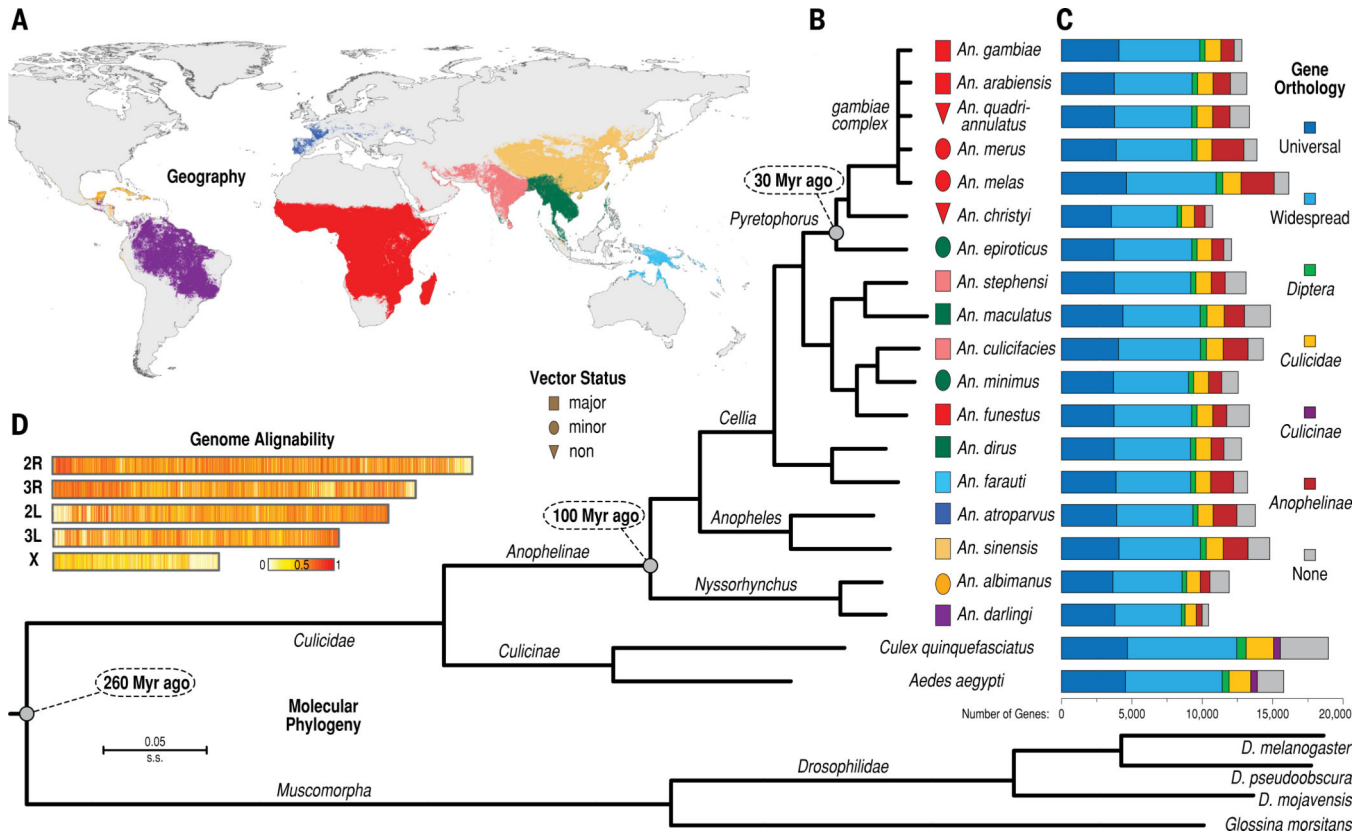 A
B
C
Geography
Vector Status
major
minor
non
D
Genome Alignability
2R
3R
2L
3L
X
0
0.5
1
260 Myr ago
100 Myr ago
30 Myr ago
Molecular
Phylogeny
0.05
s.s.
Culicidae
Muscomorpha
Anophelinae
Culicinae
Drosophilidae
Cellia
Anopheles
Nyssorhynchus
Pyretophorus
gambiae
complex
An. gambiae
An. arabiensis
An. quadri-
annulatus
An. merus
An. melas
An. christyi
An. epiroticus
An. stephensi
An. maculatus
An. culicifacies
An. minimus
An. funestus
An. dirus
An. farauti
An. atroparvus
An. sinensis
An. albimanus
An. darlingi
Culex quinquefasciatus
Aedes aegypti
D. melanogaster
D. pseudoobscura
D. mojavensis
Glossina morsitans
Number of Genes:
0
5,000
10,000
15,000
20,000
Gene
Orthology
Universal
Widespread
Diptera
Culicidae
Culicinae
Anophelinae
None